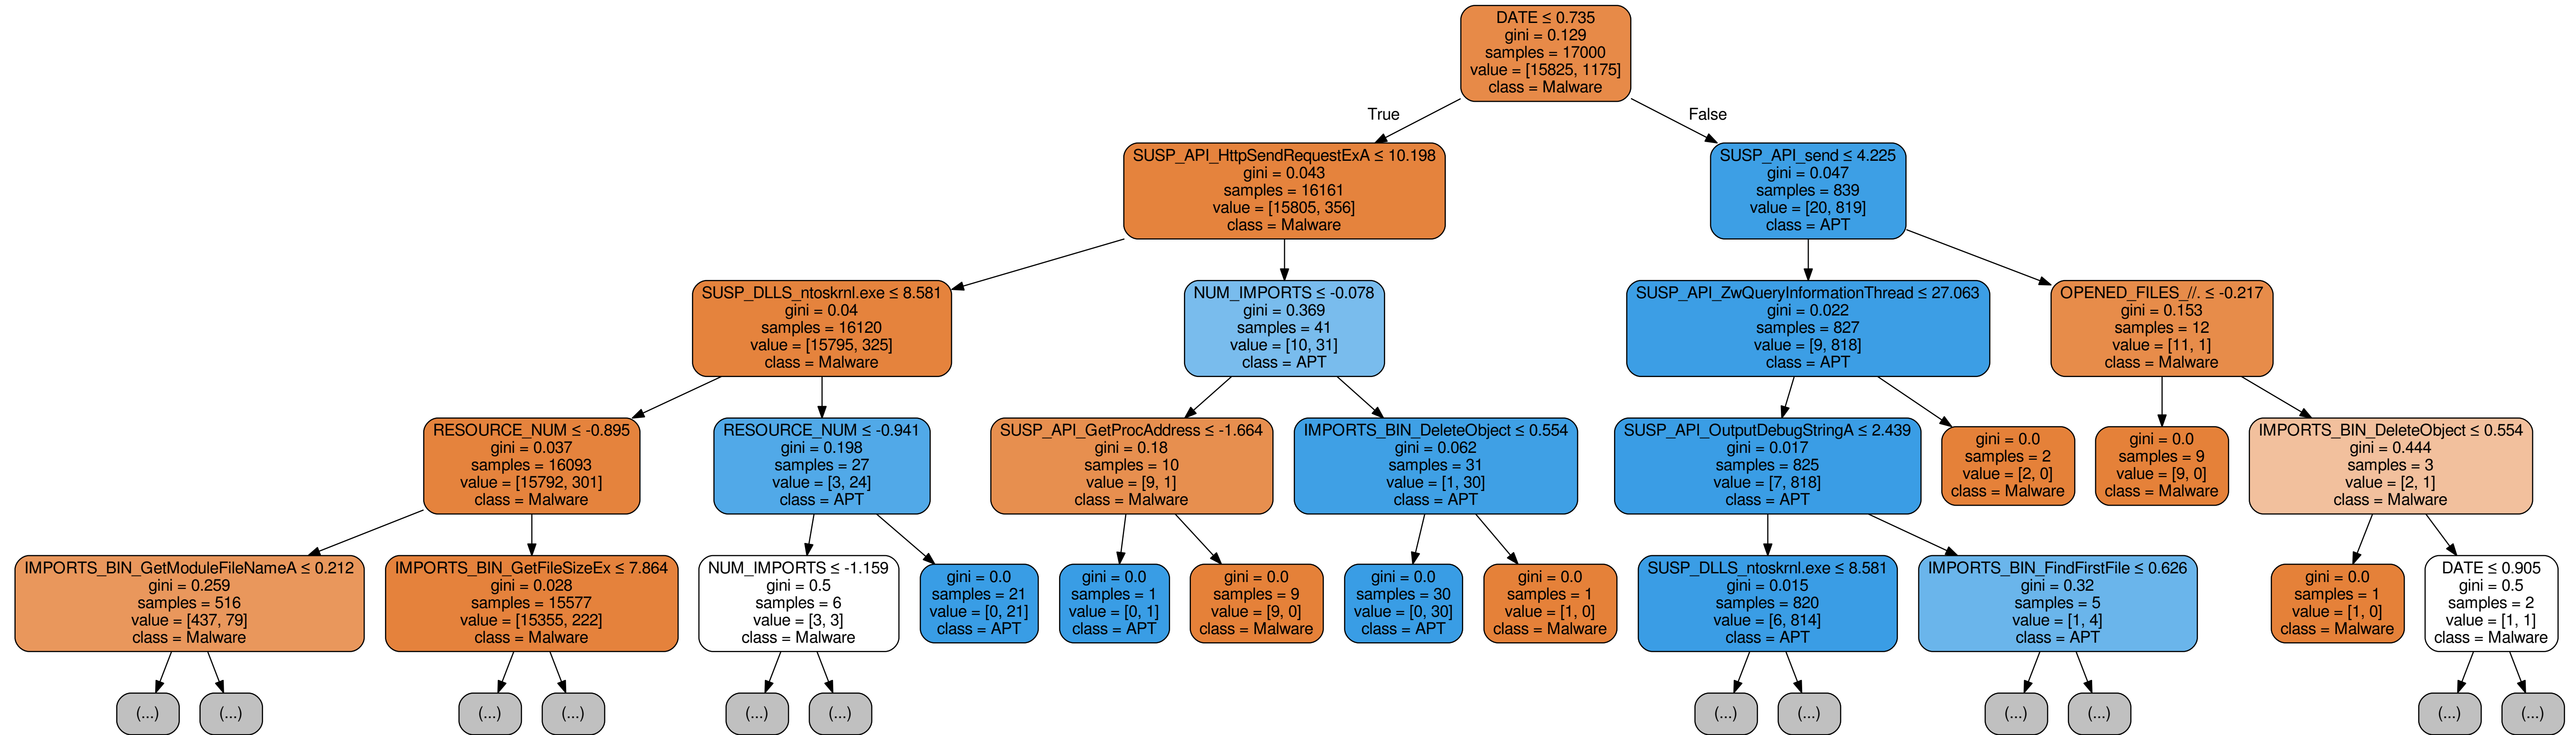 DATE ≤ 0.735
gini = 0.129
samples = 17000
value = [15825, 1175]
class = Malware
True
False
SUSP_API_HttpSendRequestExA ≤ 10.198
gini = 0.043
samples = 16161
value = [15805, 356]
class = Malware
SUSP_API_send ≤ 4.225
gini = 0.047
samples = 839
value = [20, 819]
class = APT
SUSP_DLLS_ntoskrnl.exe ≤ 8.581
gini = 0.04
samples = 16120
value = [15795, 325]
class = Malware
NUM_IMPORTS ≤ -0.078
gini = 0.369
samples = 41
value = [10, 31]
class = APT
SUSP_API_ZwQueryInformationThread ≤ 27.063
gini = 0.022
samples = 827
value = [9, 818]
class = APT
OPENED_FILES_//. ≤ -0.217
gini = 0.153
samples = 12
value = [11, 1]
class = Malware
RESOURCE_NUM ≤ -0.895
gini = 0.037
samples = 16093
value = [15792, 301]
class = Malware
RESOURCE_NUM ≤ -0.941
gini = 0.198
samples = 27
value = [3, 24]
class = APT
SUSP_API_GetProcAddress ≤ -1.664
gini = 0.18
samples = 10
value = [9, 1]
class = Malware
IMPORTS_BIN_DeleteObject ≤ 0.554
gini = 0.062
samples = 31
value = [1, 30]
class = APT
SUSP_API_OutputDebugStringA ≤ 2.439
gini = 0.017
samples = 825
value = [7, 818]
class = APT
gini = 0.0
samples = 2
value = [2, 0]
class = Malware
gini = 0.0
samples = 9
value = [9, 0]
class = Malware
IMPORTS_BIN_DeleteObject ≤ 0.554
gini = 0.444
samples = 3
value = [2, 1]
class = Malware
IMPORTS_BIN_GetModuleFileNameA ≤ 0.212
gini = 0.259
samples = 516
value = [437, 79]
class = Malware
IMPORTS_BIN_GetFileSizeEx ≤ 7.864
gini = 0.028
samples = 15577
value = [15355, 222]
class = Malware
NUM_IMPORTS ≤ -1.159
gini = 0.5
samples = 6
value = [3, 3]
class = Malware
gini = 0.0
samples = 21
value = [0, 21]
class = APT
gini = 0.0
samples = 1
value = [0, 1]
class = APT
gini = 0.0
samples = 9
value = [9, 0]
class = Malware
gini = 0.0
samples = 30
value = [0, 30]
class = APT
gini = 0.0
samples = 1
value = [1, 0]
class = Malware
SUSP_DLLS_ntoskrnl.exe ≤ 8.581
gini = 0.015
samples = 820
value = [6, 814]
class = APT
IMPORTS_BIN_FindFirstFile ≤ 0.626
gini = 0.32
samples = 5
value = [1, 4]
class = APT
gini = 0.0
samples = 1
value = [1, 0]
class = Malware
DATE ≤ 0.905
gini = 0.5
samples = 2
value = [1, 1]
class = Malware
(...)
(...)
(...)
(...)
(...)
(...)
(...)
(...)
(...)
(...)
(...)
(...)